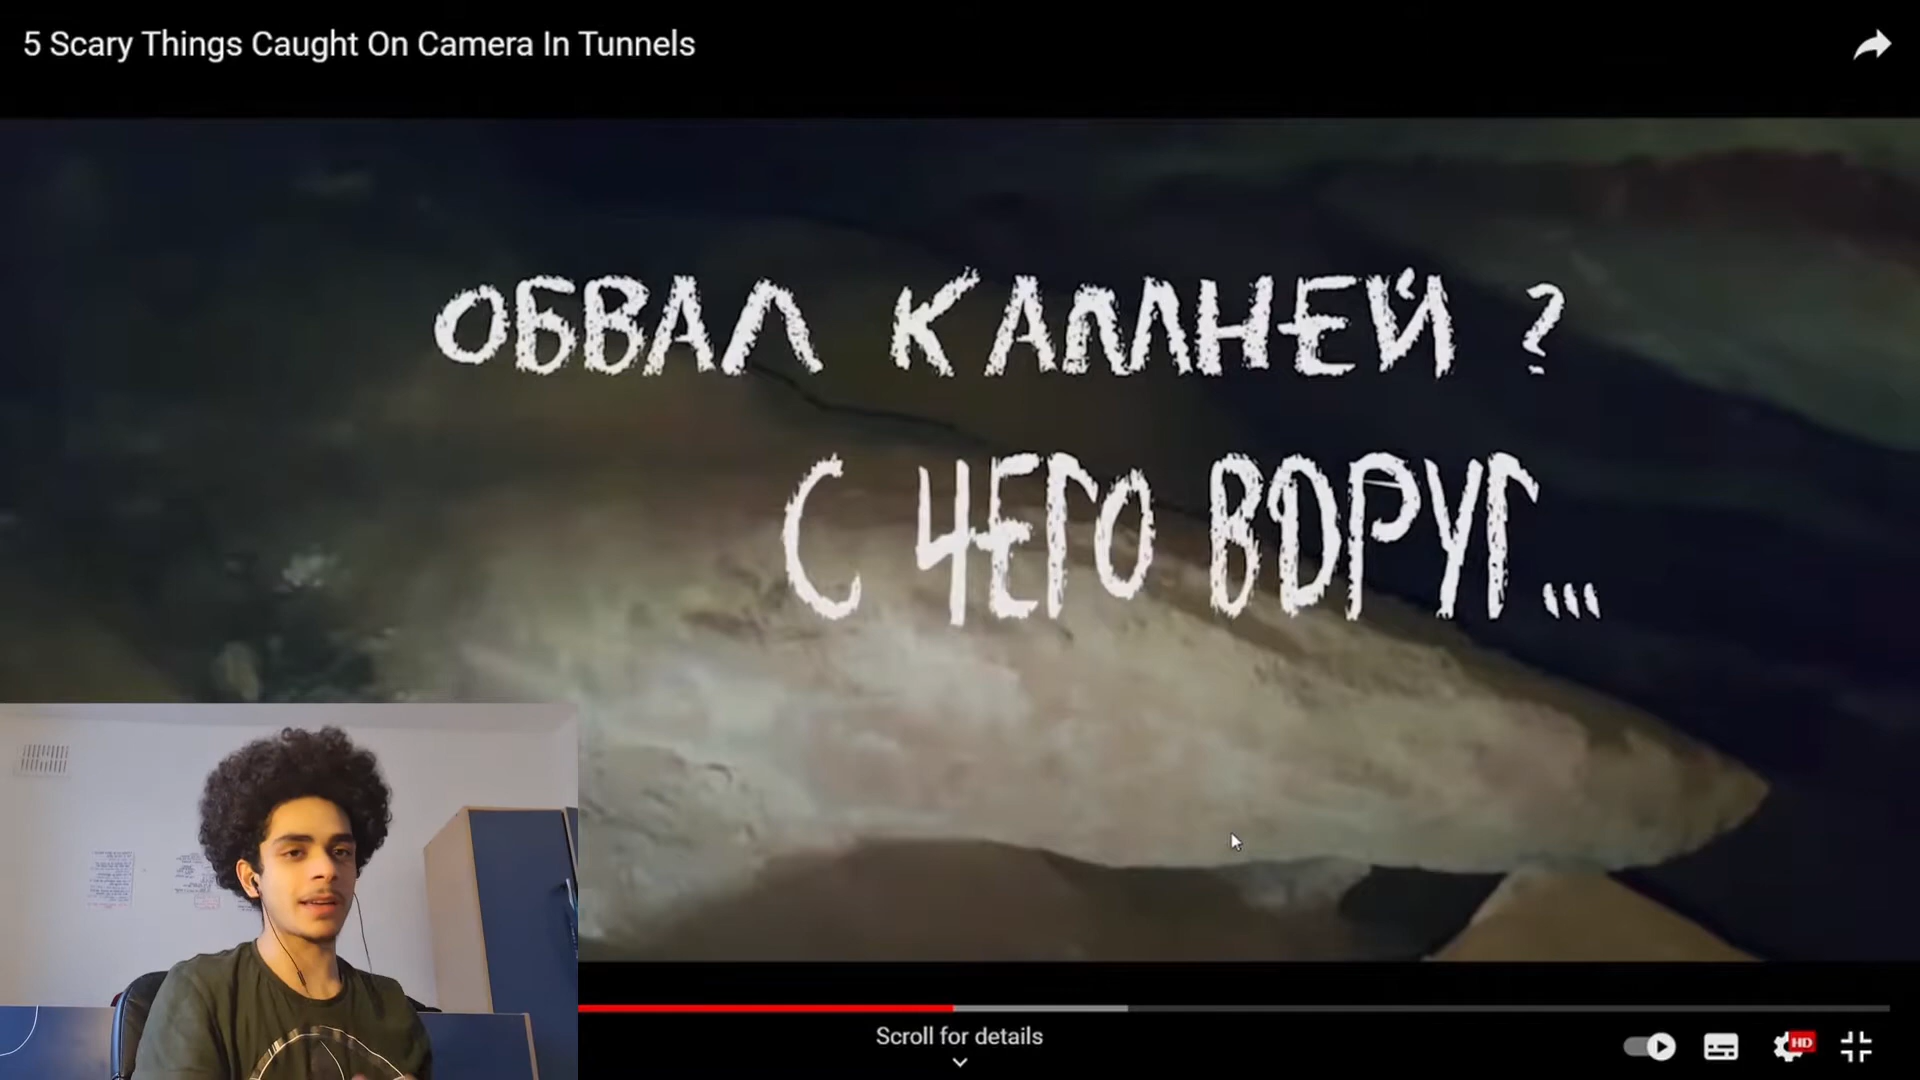 5 Scary Things Caught On Camera In Tunnels
ОБВАЛ КАМНЕЙ ?
С ЧЕГО ВДРУГ...
Scroll for details
HD